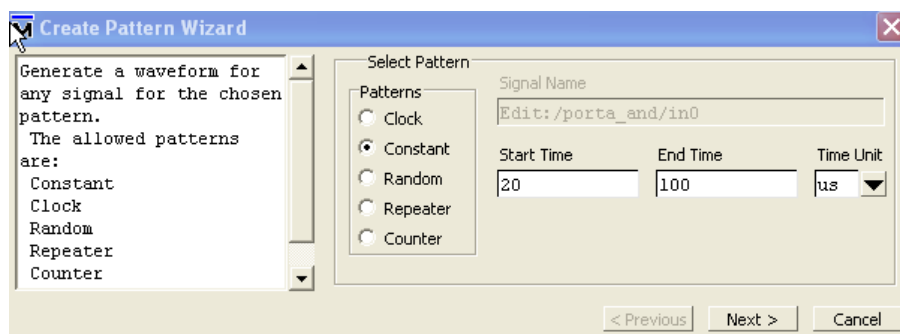 Create Pattern Wizard
Generate a waveform for
any signal for the chosen
pattern.
The allowed patterns
are:
Constant
Clock
Random
Repeater
Counter
Select Pattern
Patterns
Clock
Constant
Random
Repeater
Counter
Signal Name
Edit:/porta_and/in0
Start Time End Time Time Unit
20 100 us
< Previous Next > Cancel